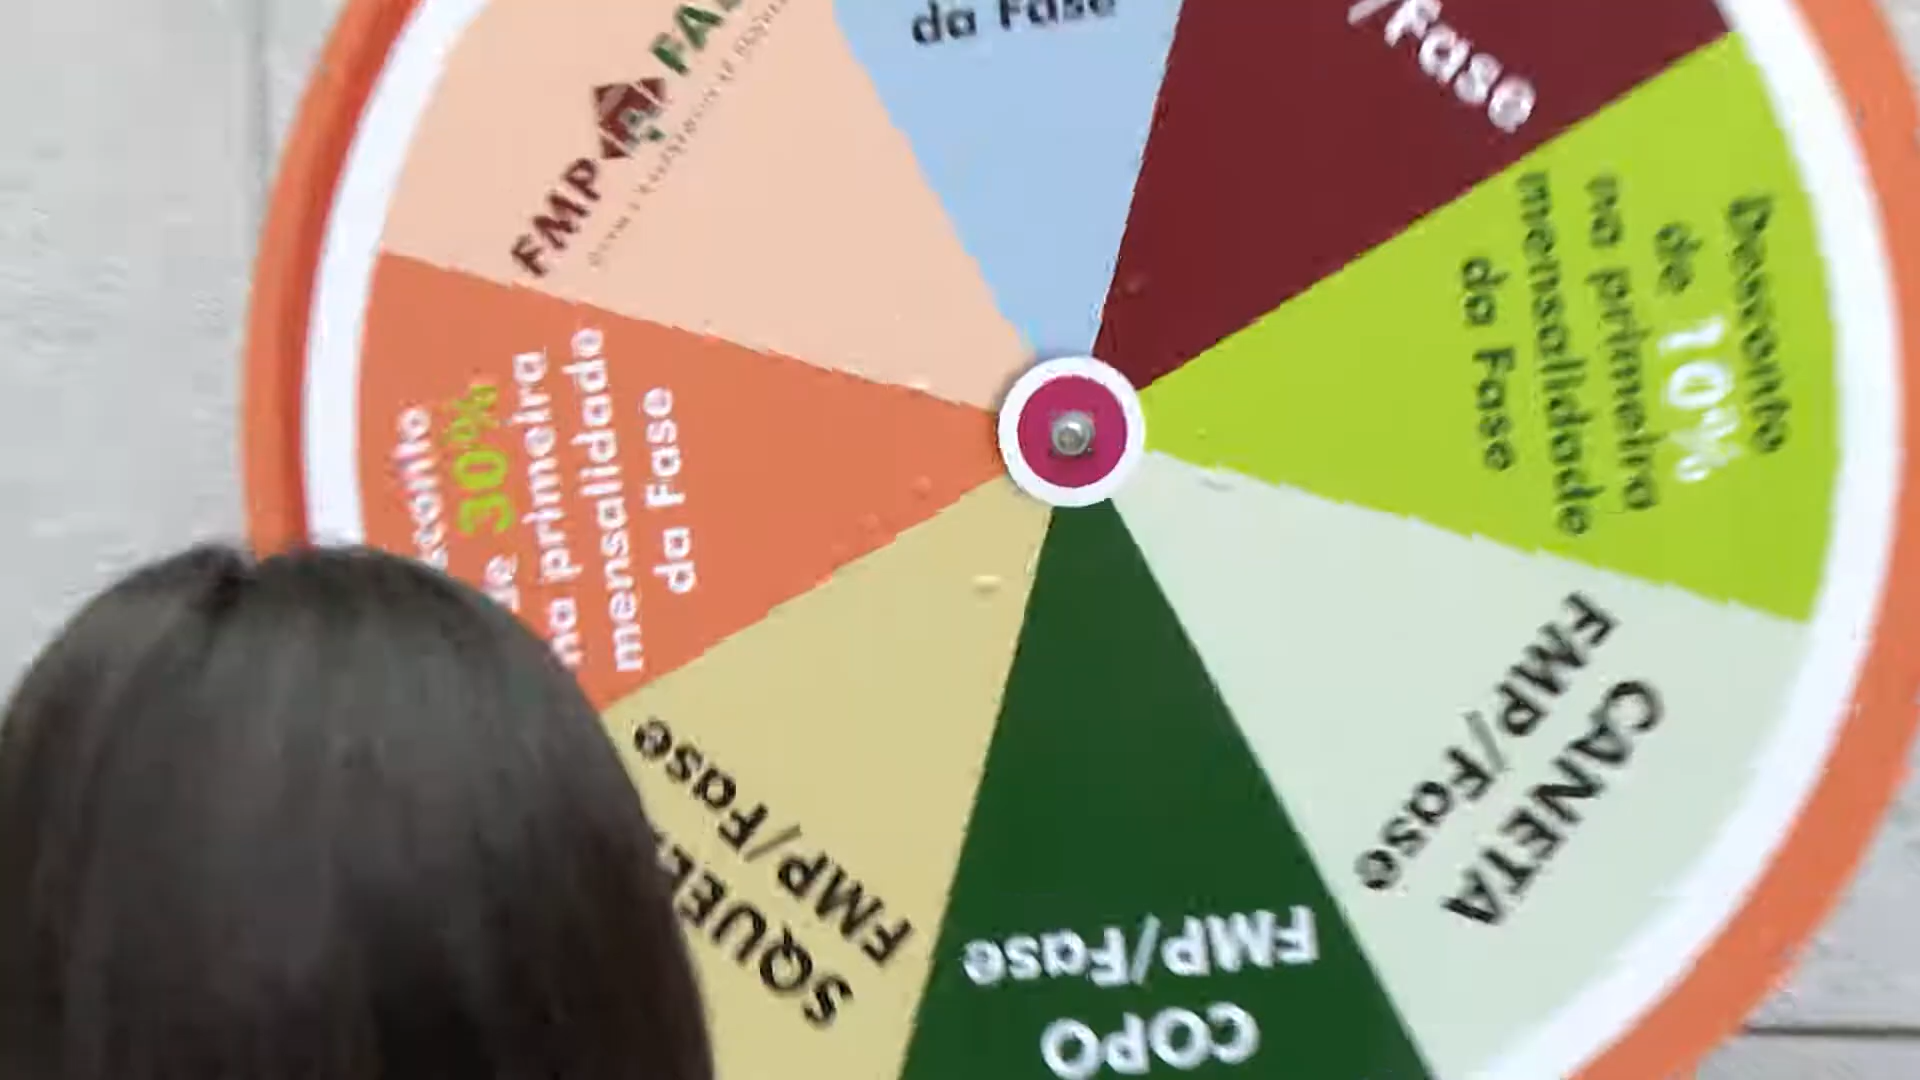 da Fase
/Fase
FMP
Desconto
de 10%
na primeira
mensalidade
da Fase
CANETA
FMP/Fase
COPO
FMP/Fase
FMP/Fase
30%
na primeira
mensalidade
da Fase